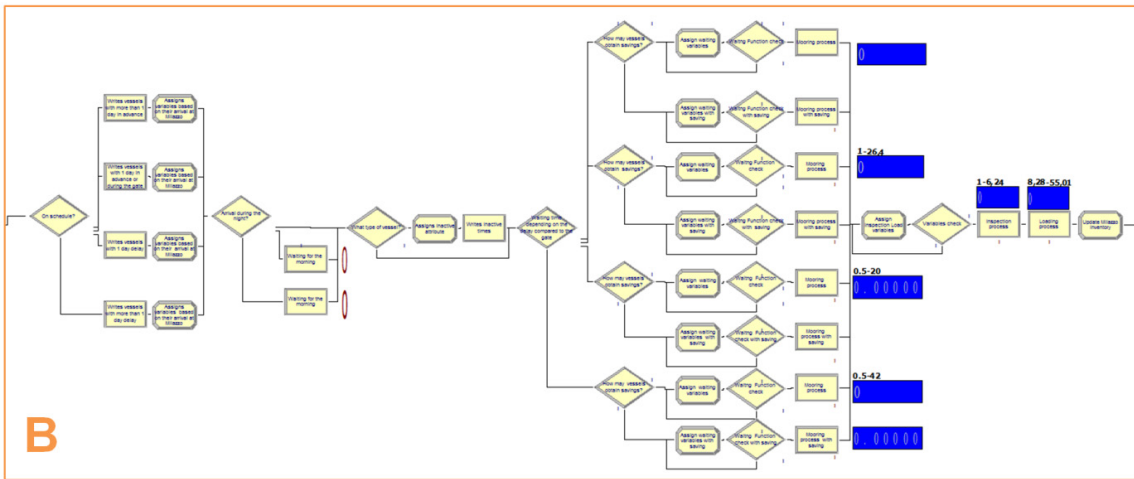 On schedule?
Writes vessels
with more than 1
day in advance
Assigns
variables based
on their arrival at
Milazzo
Writes vessels
with 1 day in
advance or
during the gate
Assigns
variables based
on their arrival at
Milazzo
Writes vessels
with 1 day delay
Assigns
variables based
on their arrival at
Milazzo
Writes vessels
with more than 1
day delay
Assigns
variables based
on their arrival at
Milazzo
Arrival during the
night?
Waiting for the
morning
Waiting for the
morning
What type of vessel?
Assigns inactive
attribute
Writes inactive
times
Waiting time
depending on the
delay compared to the
gate
How may vessels
obtain savings?
Assign waiting
variables
Waiting Function check
Mooring process
Assign waiting
variables with
saving
Waiting Function check
with saving
Mooring process
with saving
How may vessels
obtain savings?
Assign waiting
variables
Waiting Function
check
Mooring process
Assign waiting
variables with
saving
Waiting Function check
with saving
Mooring process
with saving
How may vessels
obtain savings?
Assign waiting
variables
Waiting Function
check
Mooring
process
Assign waiting
variables with
saving
Waiting Function
check with saving
Mooring
process with
saving
How may vessels
obtain savings?
Assign waiting
variables
Waiting Function
check
Mooring
process
Assign waiting
variables with saving
Waiting Function
check with saving
Mooring
process with
saving
0
1-26,4
0
0.5-20
0.00000
0.5-42
0
0.00000
Assign
Inspection Load
variables
Variables check
1-6,24
0
Inspection
process
8,28-55,01
0
Loading
process
Update Milazzo
inventory
B